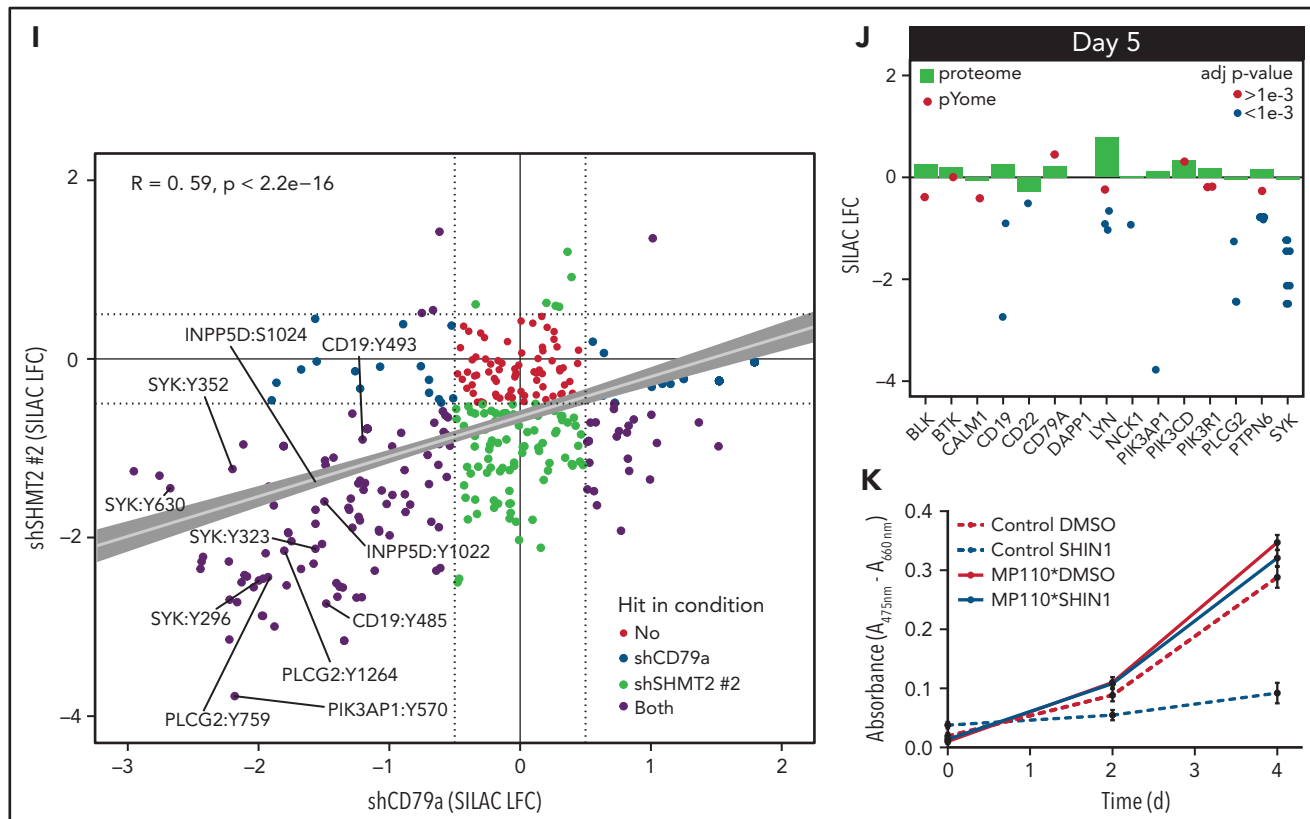 I
R = 0. 59, p < 2.2e−16
INPP5D:S1024
CD19:Y493
SYK:Y352
SYK:Y630
SYK:Y323
INPP5D:Y1022
SYK:Y296
CD19:Y485
PLCG2:Y1264
PLCG2:Y759
PIK3AP1:Y570
Hit in condition
No
shCD79a
shSHMT2 #2
Both
2
0
−2
−4
shSHMT2 #2 (SILAC LFC)
−3 −2 −1 0 1 2
shCD79a (SILAC LFC)
J
Day 5
proteome
pYome
adj p-value
>1e-3
<1e-3
2
0
−2
−4
SILAC LFC
BLK
BTK
CALM1
CD19
CD22
CD79A
DAPP1
LYN
NCK1
PIK3AP1
PIK3CD
PIK3R1
PLCG2
PTPN6
SYK
K
Control DMSO
Control SHIN1
MP110*DMSO
MP110*SHIN1
0.4
0.3
0.2
0.1
0.0
Absorbance (A475nm - A660 nm)
0 2 4
Time (d)